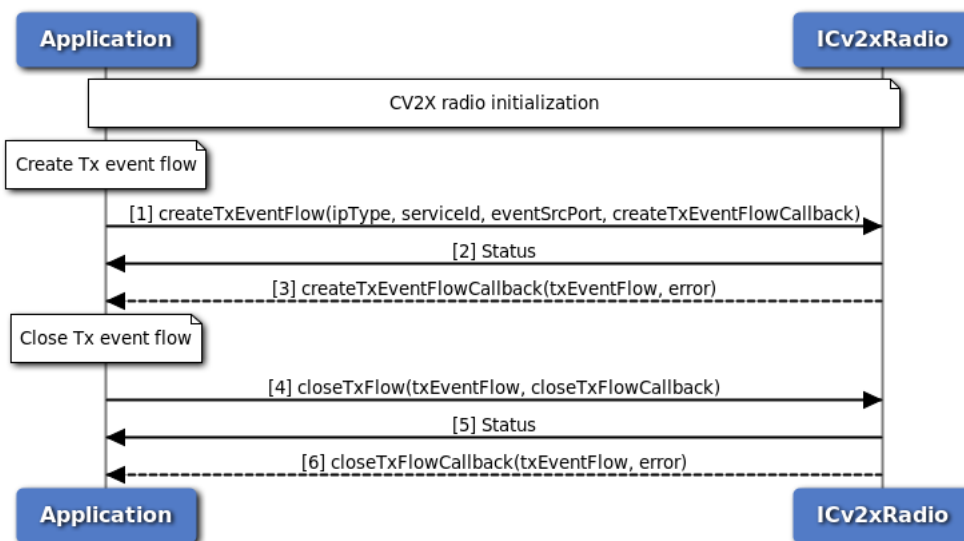 Application
ICv2xRadio
CV2X radio initialization
Create Tx event flow
[1] createTxEventFlow(ipType, serviceId, eventSrcPort, createTxEventFlowCallback)
[2] Status
[3] createTxEventFlowCallback(txEventFlow, error)
Close Tx event flow
[4] closeTxFlow(txEventFlow, closeTxFlowCallback)
[5] Status
[6] closeTxFlowCallback(txEventFlow, error)
Application
ICv2xRadio